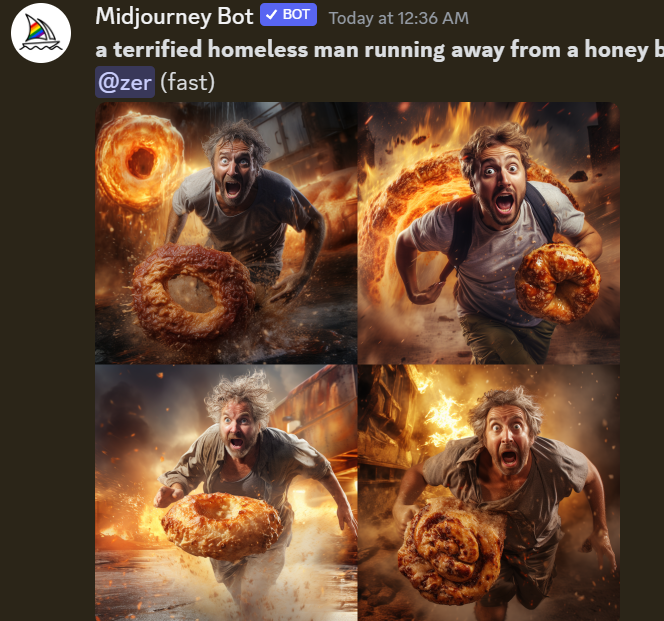 Midjourney Bot ✓ BOT Today at 12:36 AM
a terrified homeless man running away from a honey b
@zer (fast)